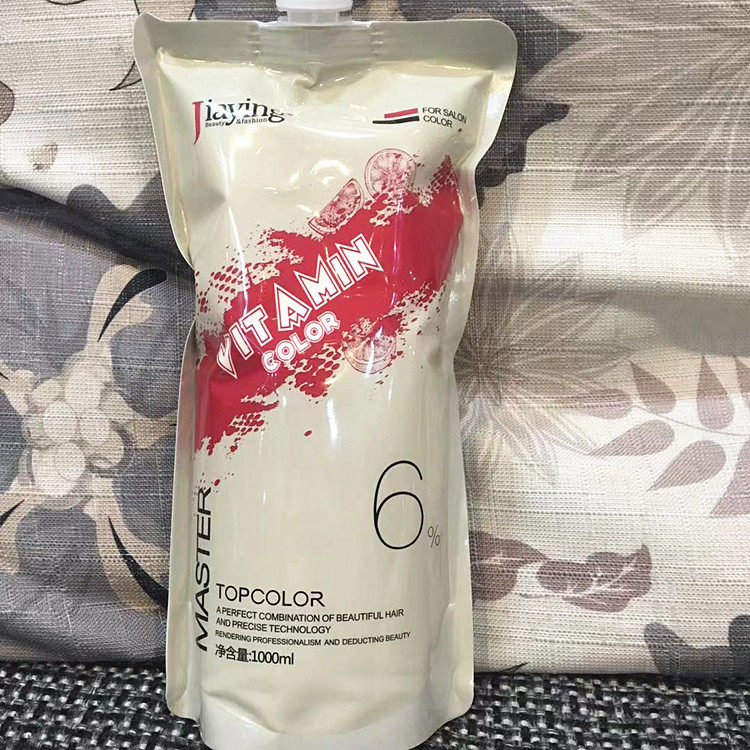 Jiaying
Beauty &fashion
FOR SALON
COLOR
VITAMIN
COLOR
6%
MASTER
TOPCOLOR
A PERFECT COMBINATION OF BEAUTIFUL HAIR
AND PRECISE TECHNOLOGY
RENDERING PROFESSIONALISM AND DEDUCTING BEAUTY
净含量:1000ml